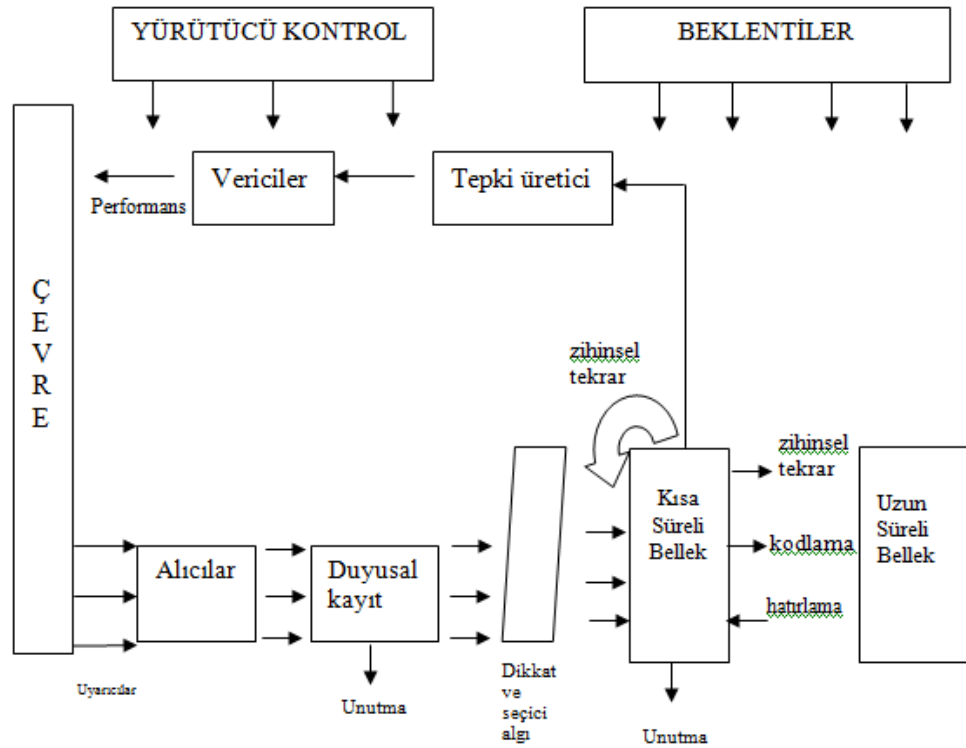 YÜRÜTÜCÜ KONTROL
BEKLENTİLER
Vericiler
Tepki üretici
Performans
Ç
E
V
R
E
zihinsel
tekrar
zihinsel
tekrar
Kısa
Süreli
Bellek
Uzun
Süreli
Bellek
kodlama
hatırlama
Alıcılar
Duyusal
kayıt
Uyarıcılar
Unutma
Dikkat
ve
seçici
algı
Unutma